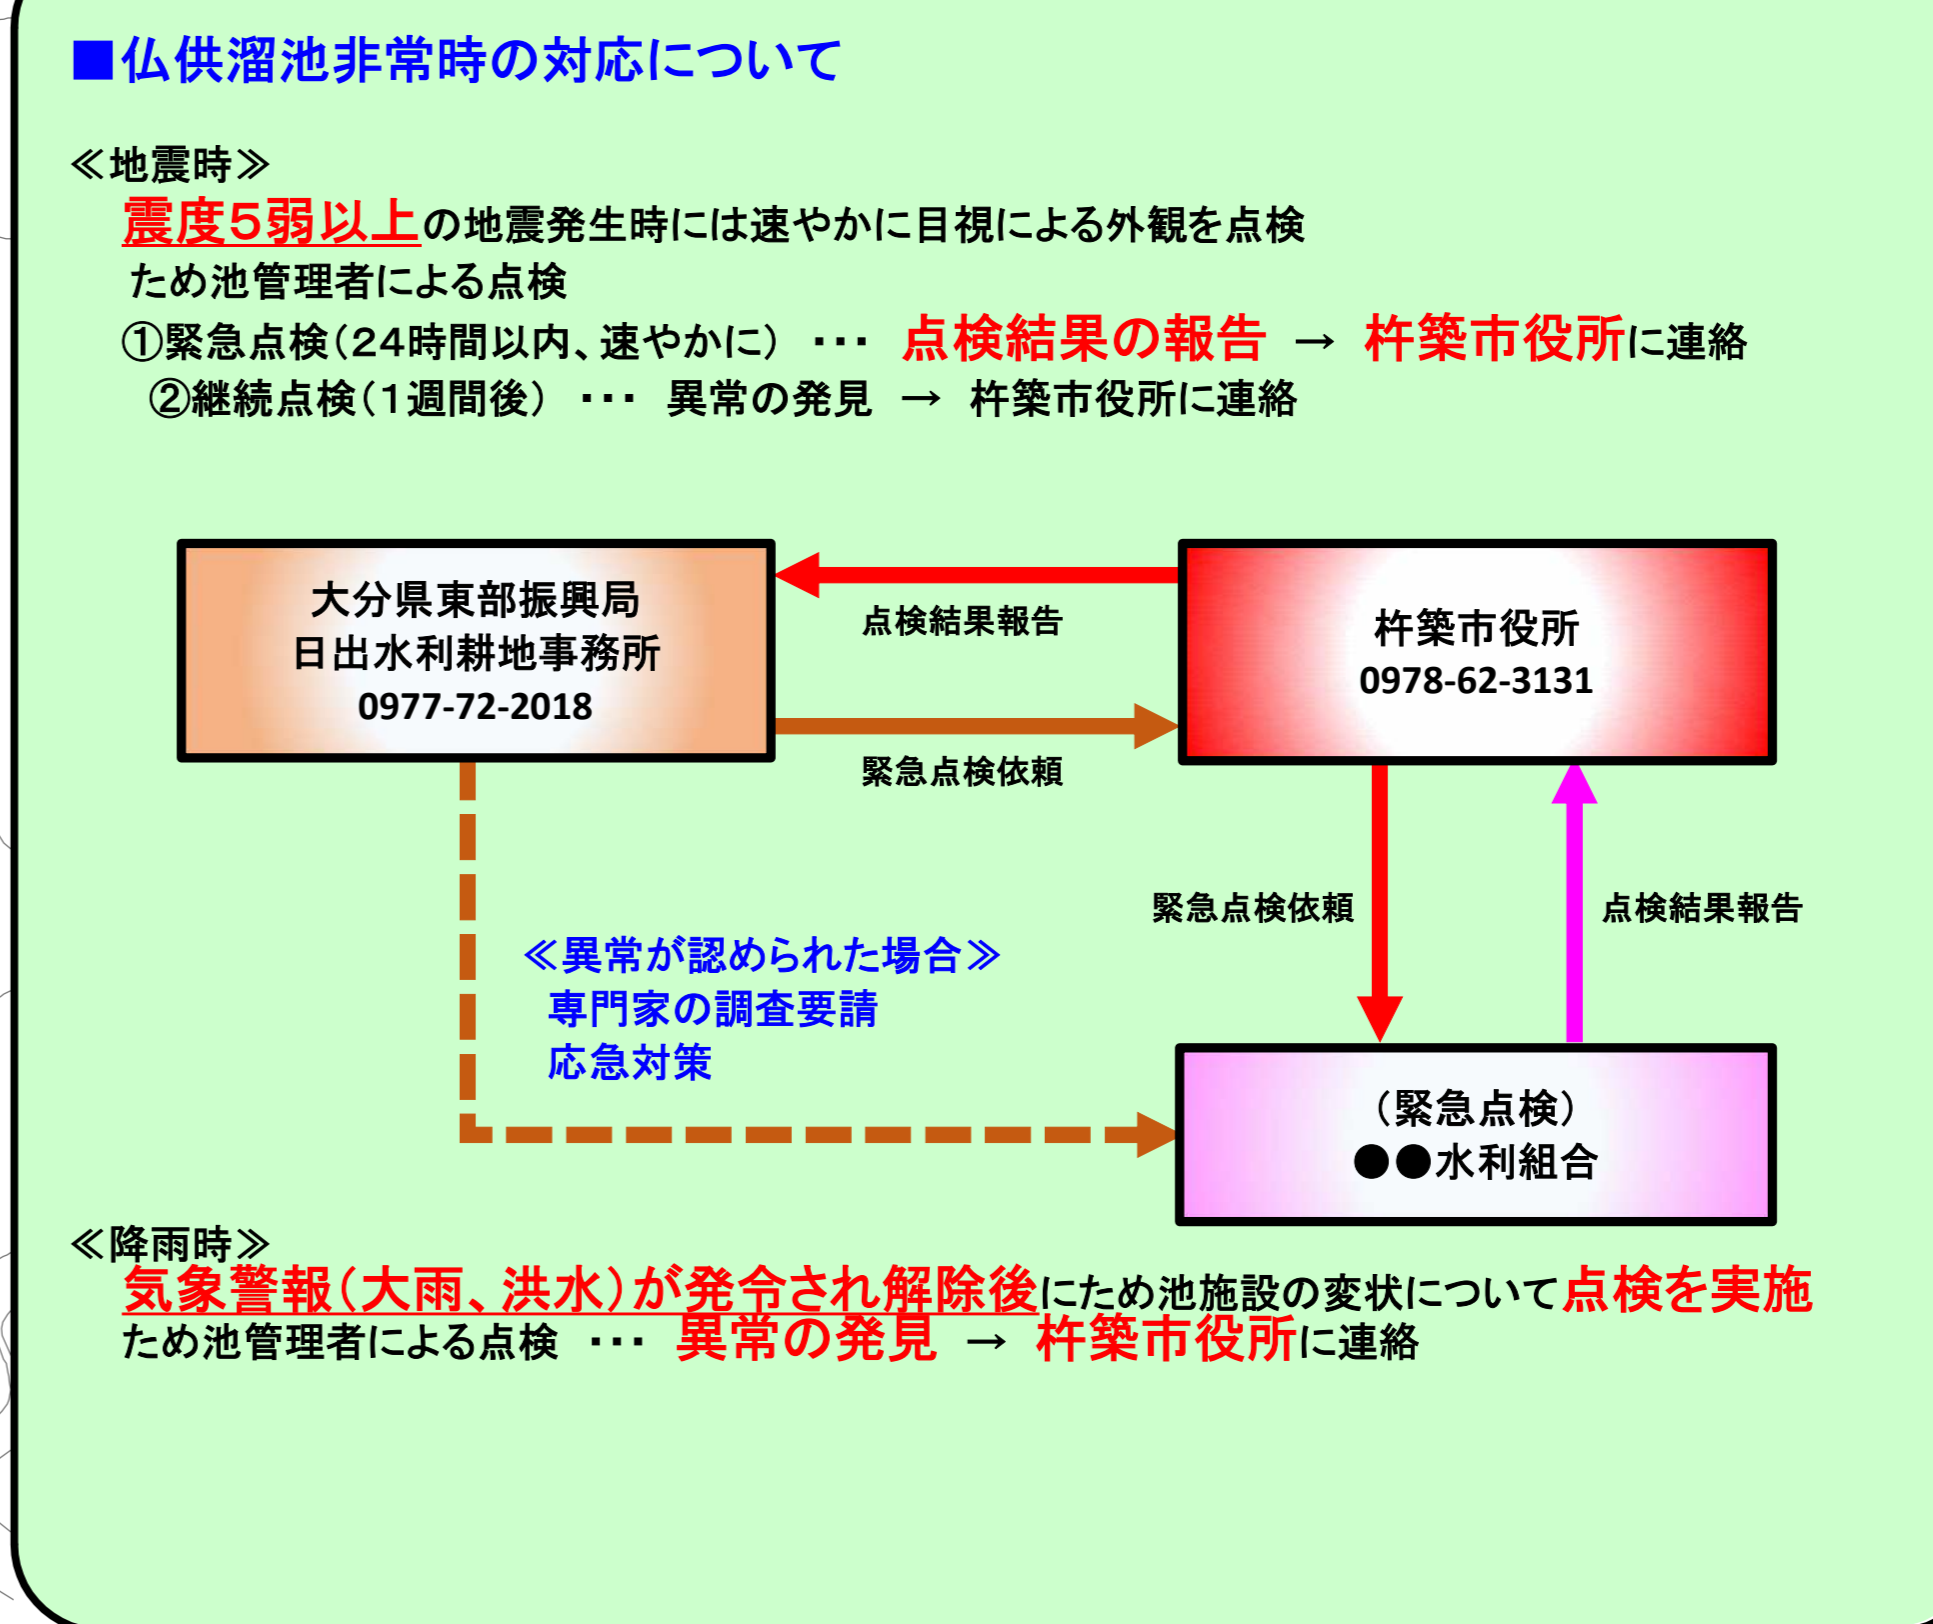 ■仏供溜池非常時の対応について
≪地震時≫
震度５弱以上の地震発生時には速やかに目視による外観を点検
ため池管理者による点検
①緊急点検（２４時間以内、速やかに） ・・・ 点検結果の報告 → 杵築市役所に連絡
②継続点検（１週間後） ・・・ 異常の発見 → 杵築市役所に連絡
大分県東部振興局
日出水利耕地事務所
0977-72-2018
点検結果報告
緊急点検依頼
杵築市役所
0978-62-3131
緊急点検依頼
点検結果報告
≪異常が認められた場合≫
専門家の調査要請
応急対策
（緊急点検）
●●水利組合
≪降雨時≫
気象警報（大雨、洪水）が発令され解除後にため池施設の変状について点検を実施
ため池管理者による点検 ・・・ 異常の発見 → 杵築市役所に連絡